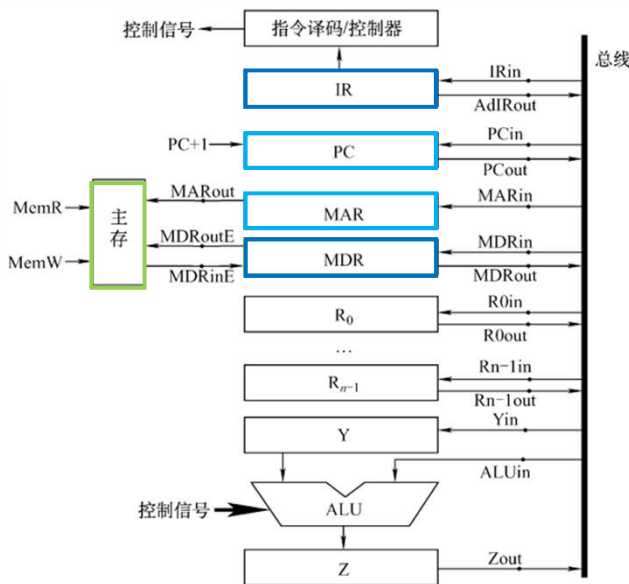 控制信号
指令译码/控制器
总线
IRin
IR
AdIRout
PC+1
PCin
PC
PCout
MARout
MARin
MemR
主存
MAR
MDRoutE
MDRin
MemW
MDR
MDRinE
MDRout
R0in
R0
R0out
...
Rn-1in
Rn-1
Rn-1out
Yin
Y
ALUin
控制信号
ALU
Zout
Z